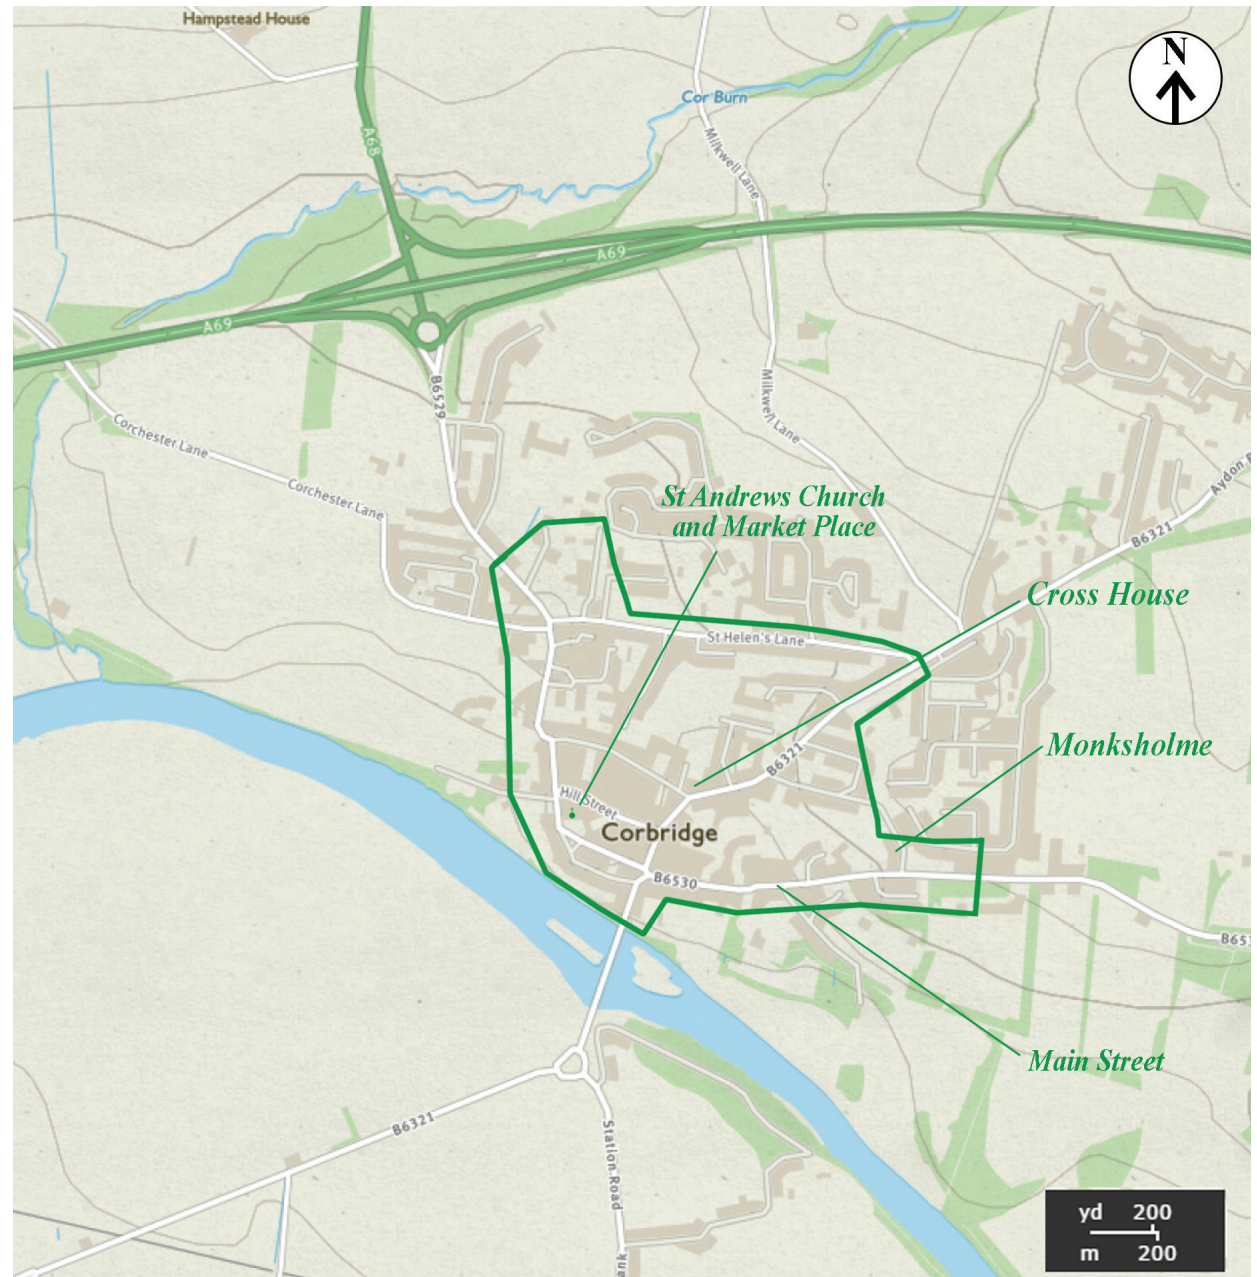 Hampstead House
N
A68
Cor Burn
Milkwell Lane
A69
A69
B6529
Milkwell Lane
Corchester Lane
Corchester Lane
St Andrews Church
and Market Place
Aydon
B6321
Cross House
St Helen's Lane
Monksholme
B6321
Hill Street
Corbridge
B6530
Main Street
B6321
Station Road
yd 200
m 200